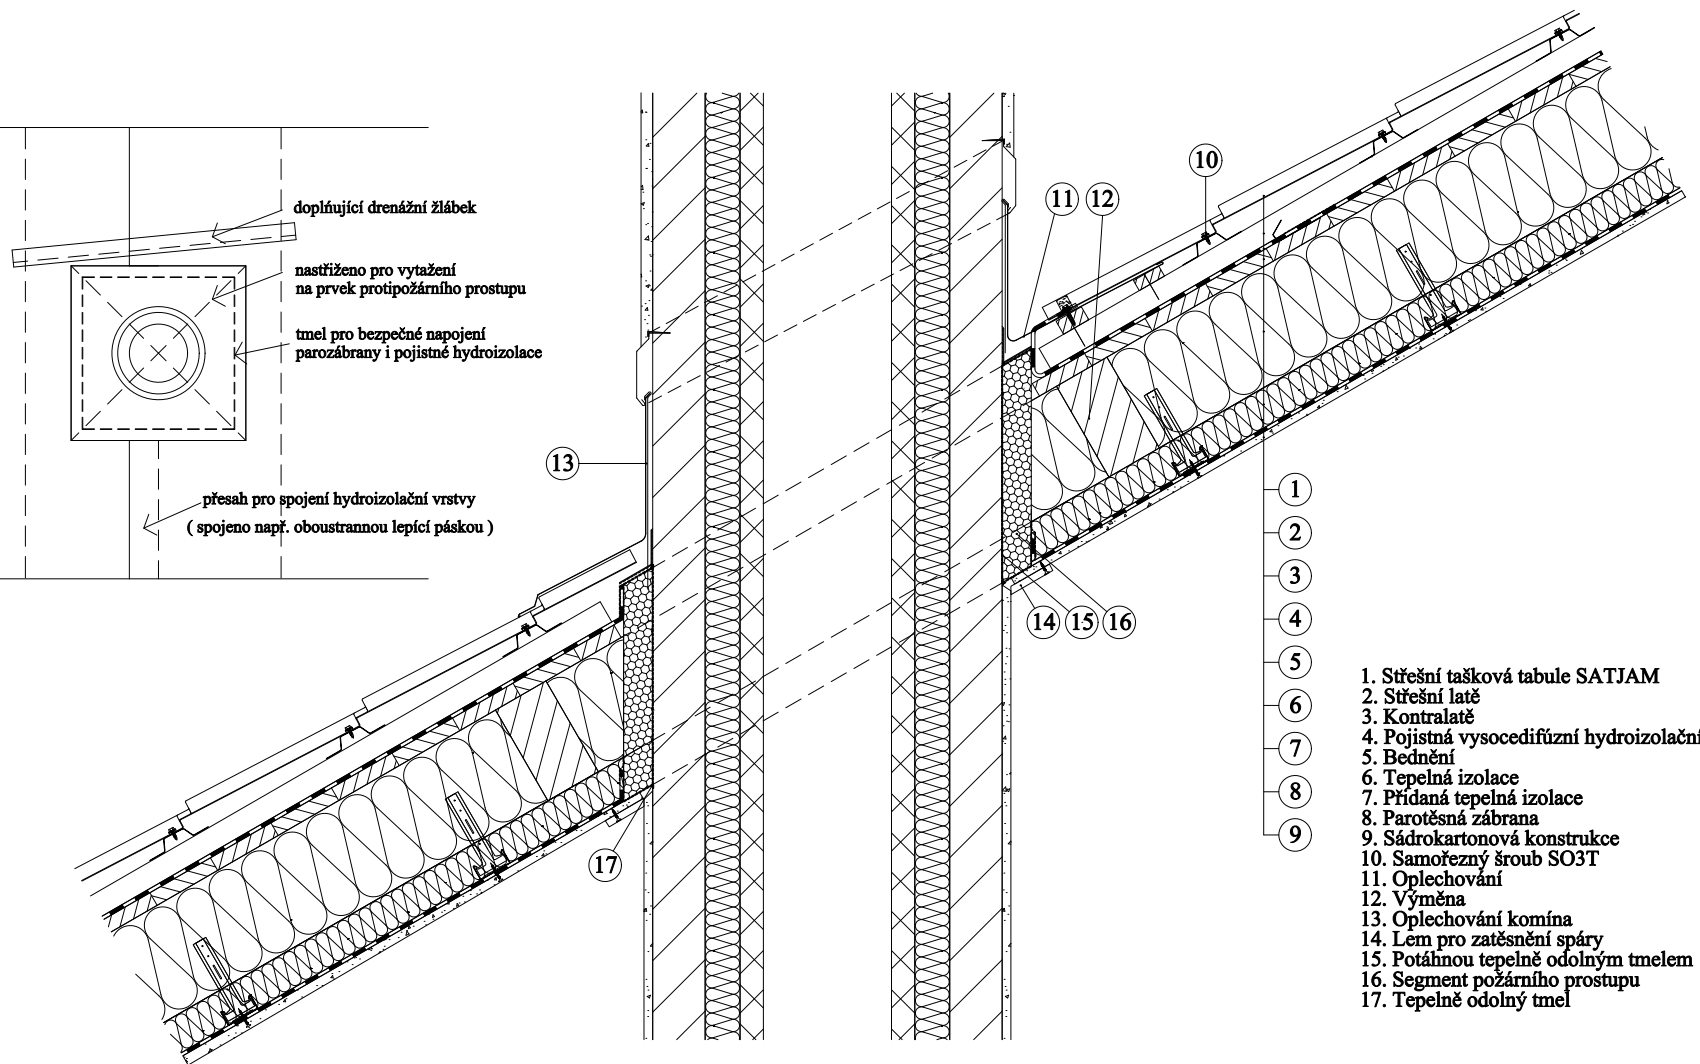 doplńující drenážní žlábek
nastřiženo pro vytažení
na prvek protipožárního prostupu
tmel pro bezpečné napojení
parozábrany i pojistné hydroizolace
přesah pro spojení hydroizolační vrstvy
( spojeno např. oboustrannou lepící páskou )
10
11
12
13
14
15
16
17
1
2
3
4
5
6
7
8
9
1. Střešní tašková tabule SATJAM
2. Střešní latě
3. Kontralatě
4. Pojistná vysocedifúzní hydroizolační
5. Bednění
6. Tepelná izolace
7. Přidaná tepelná izolace
8. Parotěsná zábrana
9. Sádrokartonová konstrukce
10. Samořezný šroub SO3T
11. Oplechování
12. Výměna
13. Oplechování komína
14. Lem pro zatěsnění spáry
15. Potáhnou tepelně odolným tmelem
16. Segment požárního prostupu
17. Tepelně odolný tmel